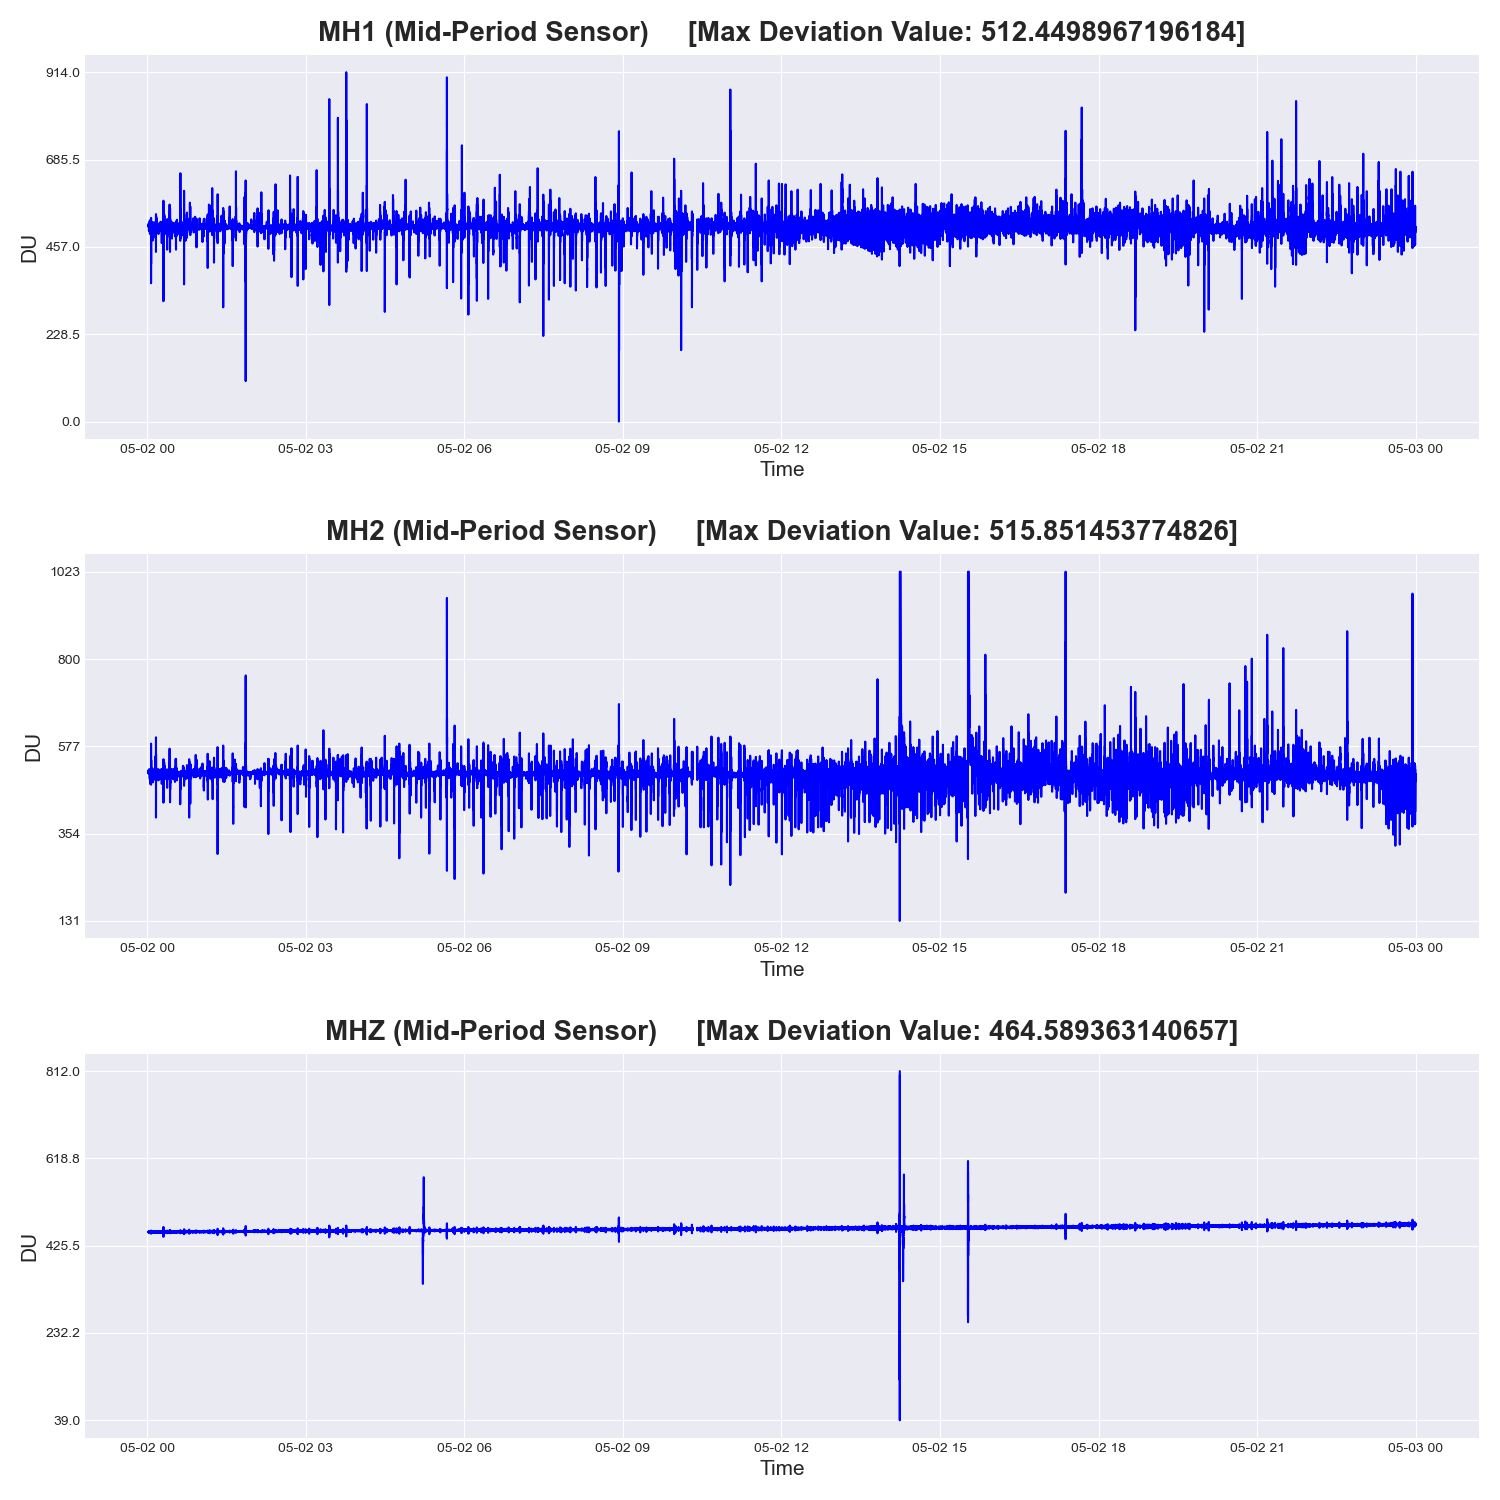 MH1 (Mid-Period Sensor) [Max Deviation Value: 512.4498967196184]
914.0
685.5
457.0
228.5
0.0
DU
05-02 00 05-02 03 05-02 06 05-02 09 05-02 12 05-02 15 05-02 18 05-02 21 05-03 00
Time
MH2 (Mid-Period Sensor) [Max Deviation Value: 515.851453774826]
1023
800
577
354
131
DU
05-02 00 05-02 03 05-02 06 05-02 09 05-02 12 05-02 15 05-02 18 05-02 21 05-03 00
Time
MHZ (Mid-Period Sensor) [Max Deviation Value: 464.589363140657]
812.0
618.8
425.5
232.2
39.0
DU
05-02 00 05-02 03 05-02 06 05-02 09 05-02 12 05-02 15 05-02 18 05-02 21 05-03 00
Time